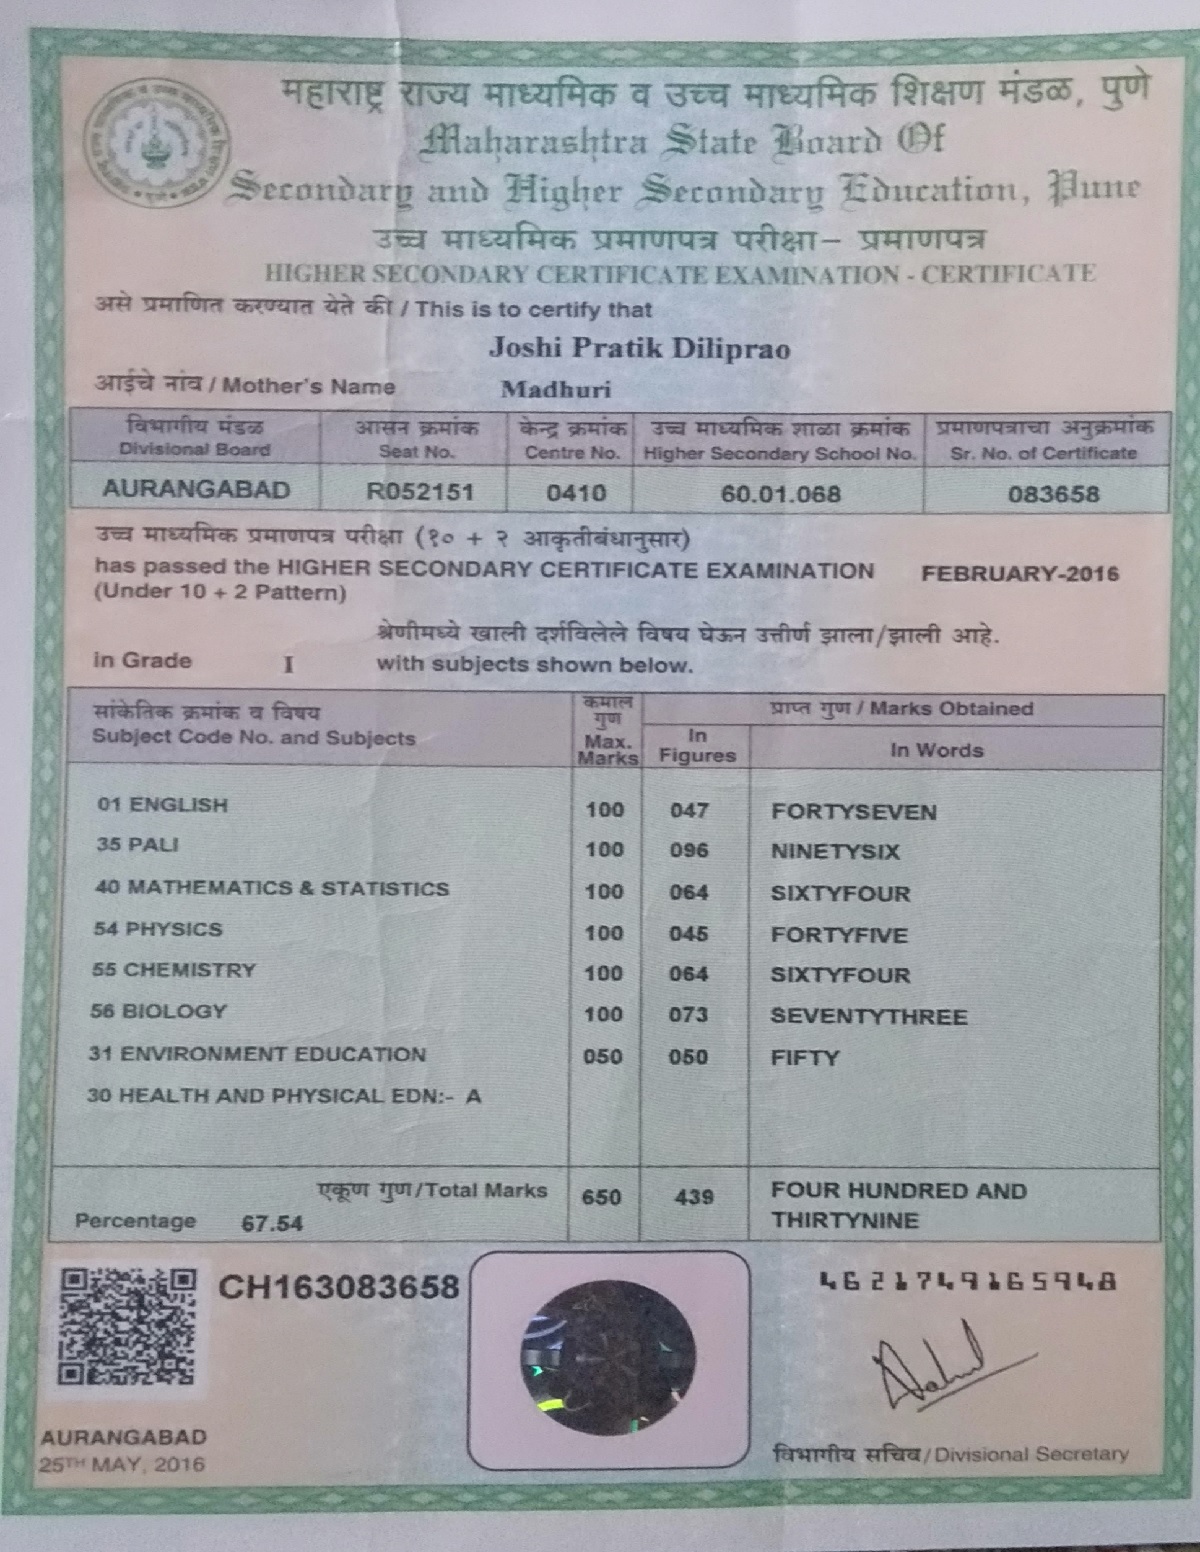 महाराष्ट्र राज्य माध्यमिक व उच्च माध्यमिक शिक्षण मंडळ, पुणे
Maharashtra State Board Of
Secondary and Higher Secondary Education, Pune
उच्च माध्यमिक प्रमाणपत्र परीक्षा– प्रमाणपत्र
HIGHER SECONDARY CERTIFICATE EXAMINATION - CERTIFICATE
असे प्रमाणित करण्यात येते की / This is to certify that
Joshi Pratik Diliprao
आईचे नांव / Mother's Name Madhuri
विभागीय मंडळ आसन क्रमांक केन्द्र क्रमांक उच्च माध्यमिक शाळा क्रमांक प्रमाणपत्राचा अनुक्रमांक
Divisional Board Seat No. Centre No. Higher Secondary School No. Sr. No. of Certificate
AURANGABAD R052151 0410 60.01.068 083658
उच्च माध्यमिक प्रमाणपत्र परीक्षा (१० + २ आकृतीबंधानुसार)
has passed the HIGHER SECONDARY CERTIFICATE EXAMINATION FEBRUARY-2016
(Under 10 + 2 Pattern)
श्रेणीमध्ये खाली दर्शविलेले विषय घेऊन उत्तीर्ण झाला/झाली आहे.
in Grade I with subjects shown below.
सांकेतिक क्रमांक व विषय कमाल गुण प्राप्त गुण / Marks Obtained
Subject Code No. and Subjects Max. Marks In Figures In Words
01 ENGLISH 100 047 FORTYSEVEN
35 PALI 100 096 NINETYSIX
40 MATHEMATICS & STATISTICS 100 064 SIXTYFOUR
54 PHYSICS 100 045 FORTYFIVE
55 CHEMISTRY 100 064 SIXTYFOUR
56 BIOLOGY 100 073 SEVENTYTHREE
31 ENVIRONMENT EDUCATION 050 050 FIFTY
30 HEALTH AND PHYSICAL EDN:- A
एकूण गुण/Total Marks 650 439 FOUR HUNDRED AND
Percentage 67.54 THIRTYNINE
CH163083658
4621749165948
AURANGABAD
25TH MAY, 2016
विभागीय सचिव/Divisional Secretary